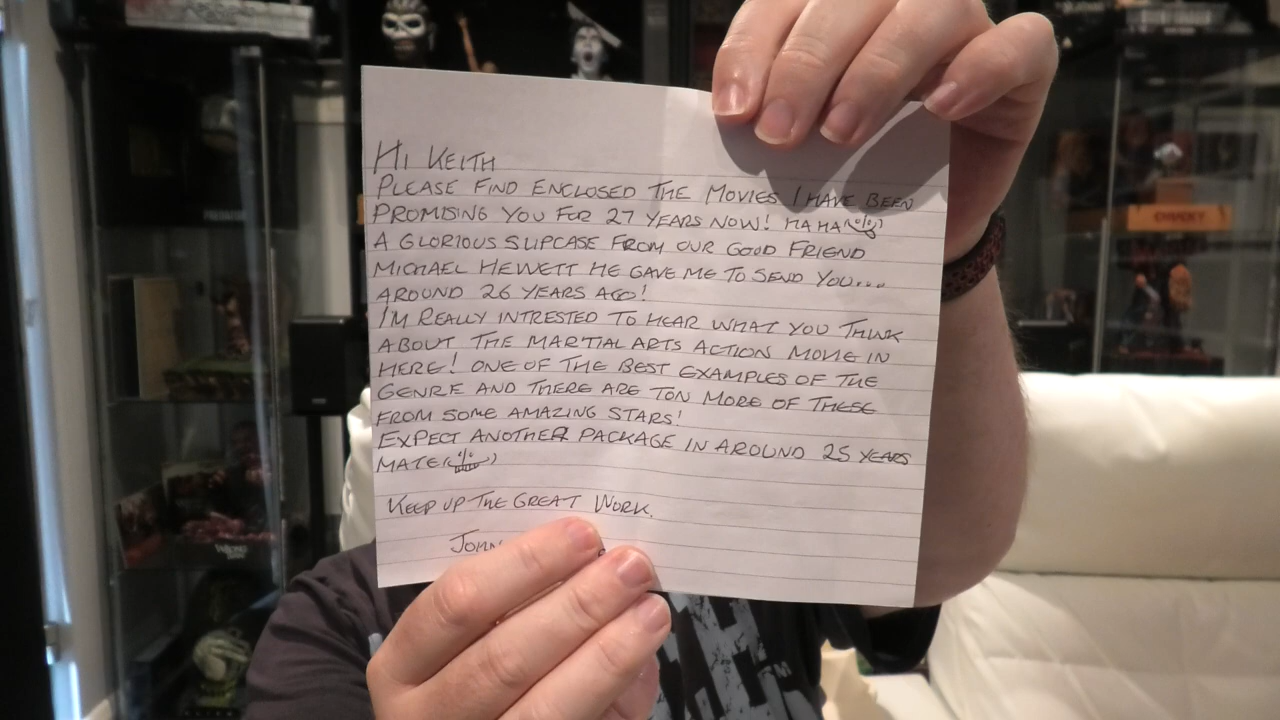 HI KEITH
PLEASE FIND ENCLOSED THE MOVIES I HAVE BEEN
PROMISING YOU FOR 27 YEARS NOW! HA HA
A GLORIOUS SLIPCASE FROM OUR GOOD FRIEND
MICHAEL HEWETT HE GAVE ME TO SEND YOU...
AROUND 26 YEARS AGO!
I'M REALLY INTRESTED TO HEAR WHAT YOU THINK
ABOUT THE MARTIAL ARTS ACTION MOVIE IN
HERE! ONE OF THE BEST EXAMPLES OF THE
GENRE AND THERE ARE TON MORE OF THESE
FROM SOME AMAZING STARS!
EXPECT ANOTHER PACKAGE IN AROUND 25 YEARS
MATE
KEEP UP THE GREAT WORK.
JOHN
CHUCKY